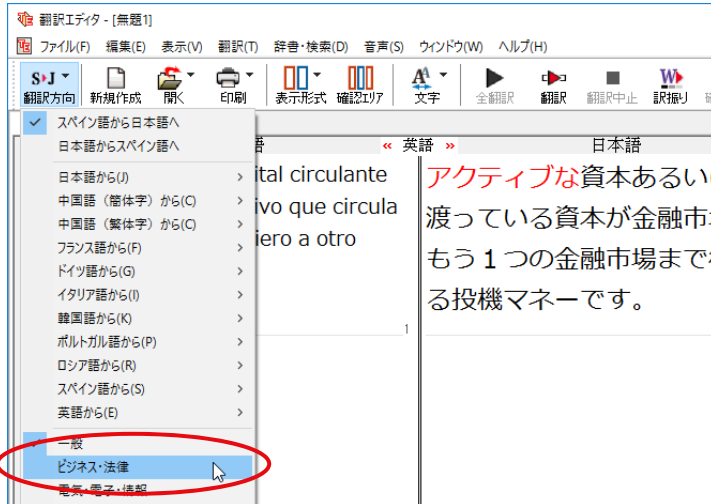 翻訳エディタ - [無題1]
ファイル(F) 編集(E) 表示(V) 翻訳(T) 辞書・検索(D) 音声(S) ウィンドウ(W) ヘルプ(H)
S▸J
翻訳方向 新規作成 開く 印刷 表示形式 確認エリア 文字 全翻訳 翻訳 翻訳中止 訳振り
スペイン語から日本語へ
日本語からスペイン語へ
日本語から(J)
中国語（簡体字）から(C)
中国語（繁体字）から(C)
フランス語から(F)
ドイツ語から(G)
イタリア語から(I)
韓国語から(K)
ポルトガル語から(P)
ロシア語から(R)
スペイン語から(S)
英語から(E)
一般
ビジネス・法律
電気・電子・情報
語 « 英語 » 日本語
ital circulante
ivo que circula
iero a otro
1
アクティブな資本あるい
渡っている資本が金融市
もう１つの金融市場まで
る投機マネーです。